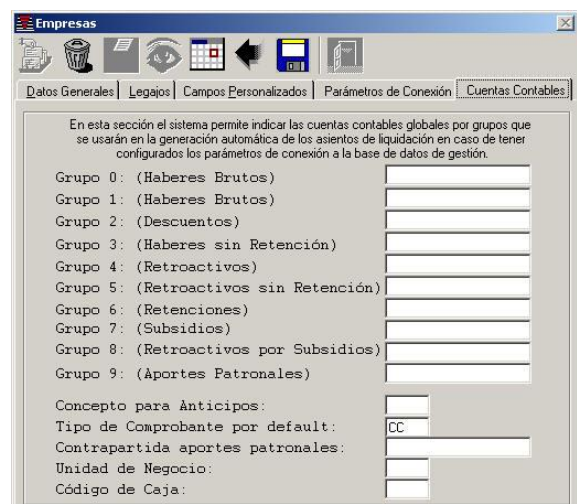 Empresas
Datos Generales Legajos Campos Personalizados Parámetros de Conexión Cuentas Contables
En esta sección el sistema permite indicar las cuentas contables globales por grupos que
se usarán en la generación automática de los asientos de liquidación en caso de tener
configurados los parámetros de conexión a la base de datos de gestión.
Grupo 0: (Haberes Brutos)
Grupo 1: (Haberes Brutos)
Grupo 2: (Descuentos)
Grupo 3: (Haberes sin Retención)
Grupo 4: (Retroactivos)
Grupo 5: (Retroactivos sin Retención)
Grupo 6: (Retenciones)
Grupo 7: (Subsidios)
Grupo 8: (Retroactivos por Subsidios)
Grupo 9: (Aportes Patronales)
Concepto para Anticipos:
Tipo de Comprobante por default: CC
Contrapartida aportes patronales:
Unidad de Negocio:
Código de Caja: